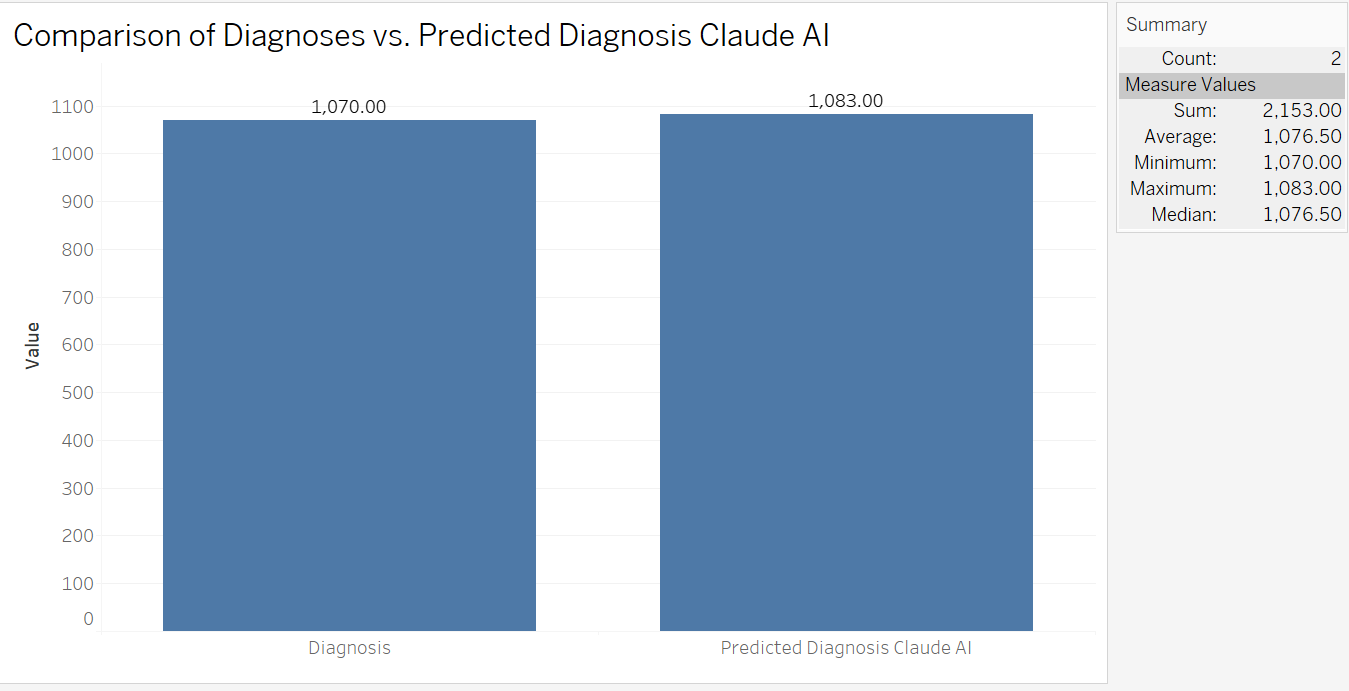 Comparison of Diagnoses vs. Predicted Diagnosis Claude AI
Value
1100
1000
900
800
700
600
500
400
300
200
100
0
1,070.00
1,083.00
Diagnosis
Predicted Diagnosis Claude AI
Summary
Count: 2
Measure Values
Sum: 2,153.00
Average: 1,076.50
Minimum: 1,070.00
Maximum: 1,083.00
Median: 1,076.50